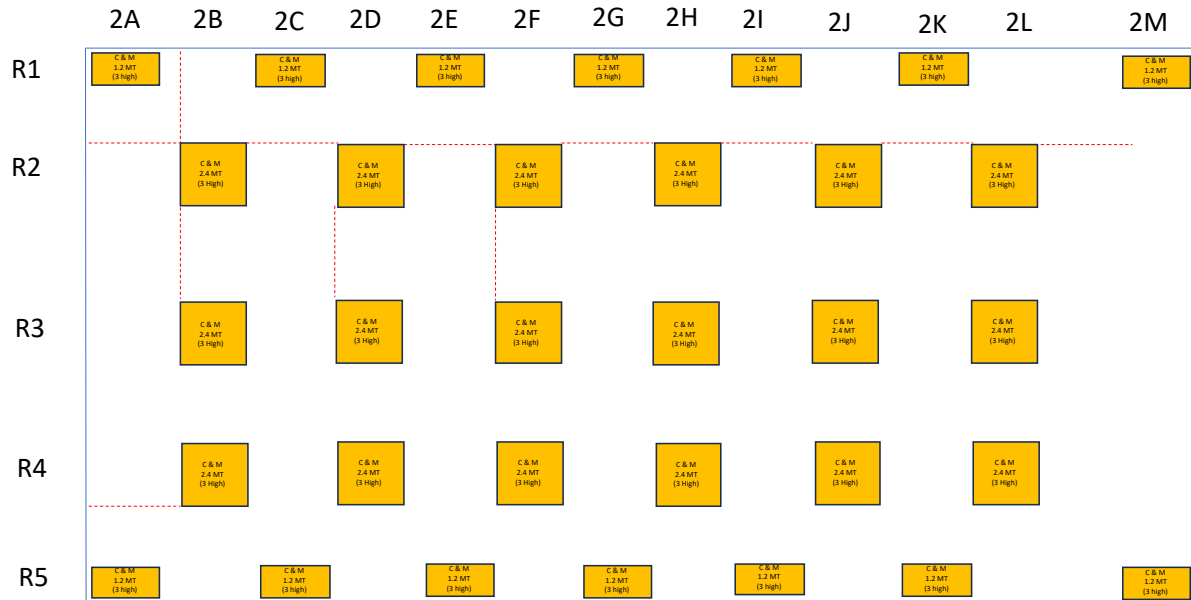 2A 2B 2C 2D 2E 2F 2G 2H 2I 2J 2K 2L 2M
R1
C & M
1.2 MT
(3 high)
C & M
1.2 MT
(3 high)
C & M
1.2 MT
(3 high)
C & M
1.2 MT
(3 high)
C & M
1.2 MT
(3 high)
C & M
1.2 MT
(3 high)
C & M
1.2 MT
(3 high)
R2
C & M
2.4 MT
(3 High)
C & M
2.4 MT
(3 High)
C & M
2.4 MT
(3 High)
C & M
2.4 MT
(3 High)
C & M
2.4 MT
(3 High)
C & M
2.4 MT
(3 High)
R3
C & M
2.4 MT
(3 High)
C & M
2.4 MT
(3 High)
C & M
2.4 MT
(3 High)
C & M
2.4 MT
(3 High)
C & M
2.4 MT
(3 High)
C & M
2.4 MT
(3 High)
R4
C & M
2.4 MT
(3 High)
C & M
2.4 MT
(3 High)
C & M
2.4 MT
(3 High)
C & M
2.4 MT
(3 High)
C & M
2.4 MT
(3 High)
C & M
2.4 MT
(3 High)
R5
C & M
1.2 MT
(3 high)
C & M
1.2 MT
(3 high)
C & M
1.2 MT
(3 high)
C & M
1.2 MT
(3 high)
C & M
1.2 MT
(3 high)
C & M
1.2 MT
(3 high)
C & M
1.2 MT
(3 high)